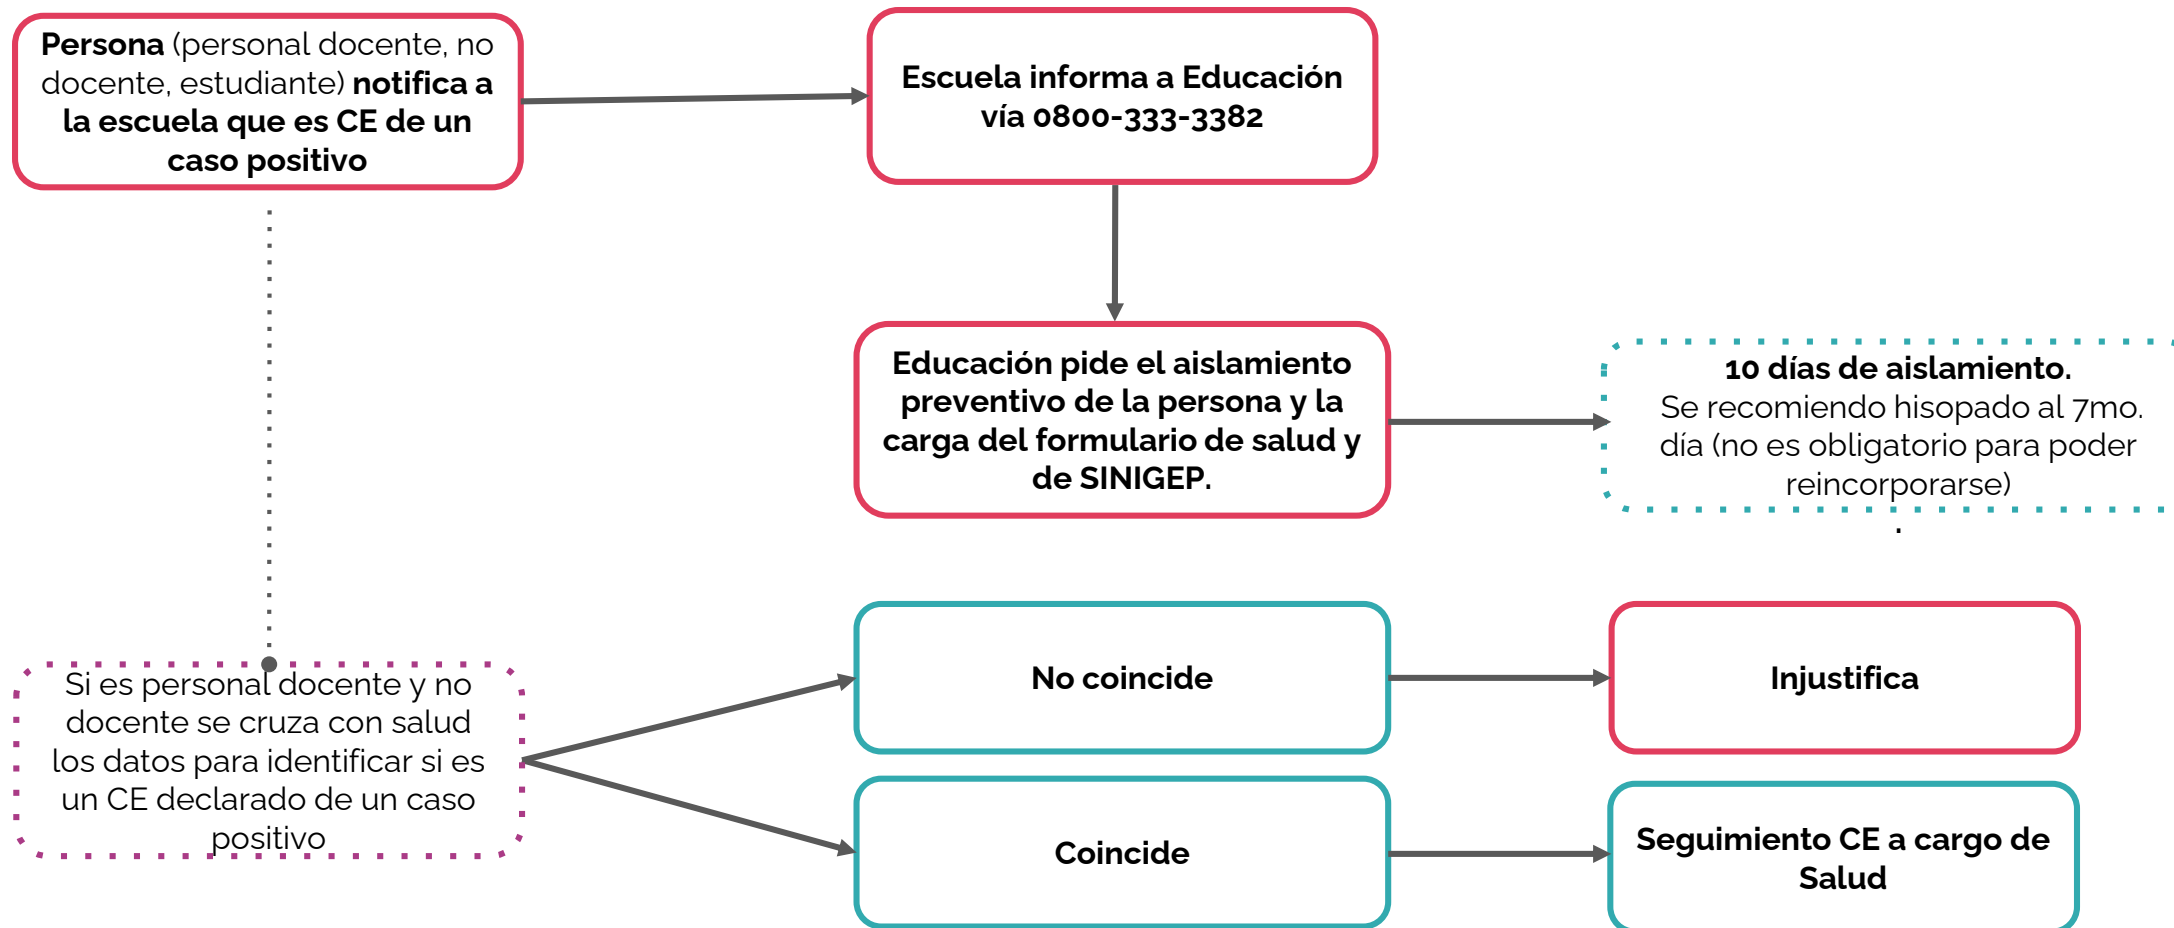 Persona (personal docente, no
docente, estudiante) notifica a
la escuela que es CE de un
caso positivo
Escuela informa a Educación
vía 0800-333-3382
Educación pide el aislamiento
preventivo de la persona y la
carga del formulario de salud y
de SINIGEP.
10 días de aislamiento.
Se recomiendo hisopado al 7mo.
día (no es obligatorio para poder
reincorporarse)
.
Si es personal docente y no
docente se cruza con salud
los datos para identificar si es
un CE declarado de un caso
positivo
No coincide
Injustifica
Coincide
Seguimiento CE a cargo de
Salud